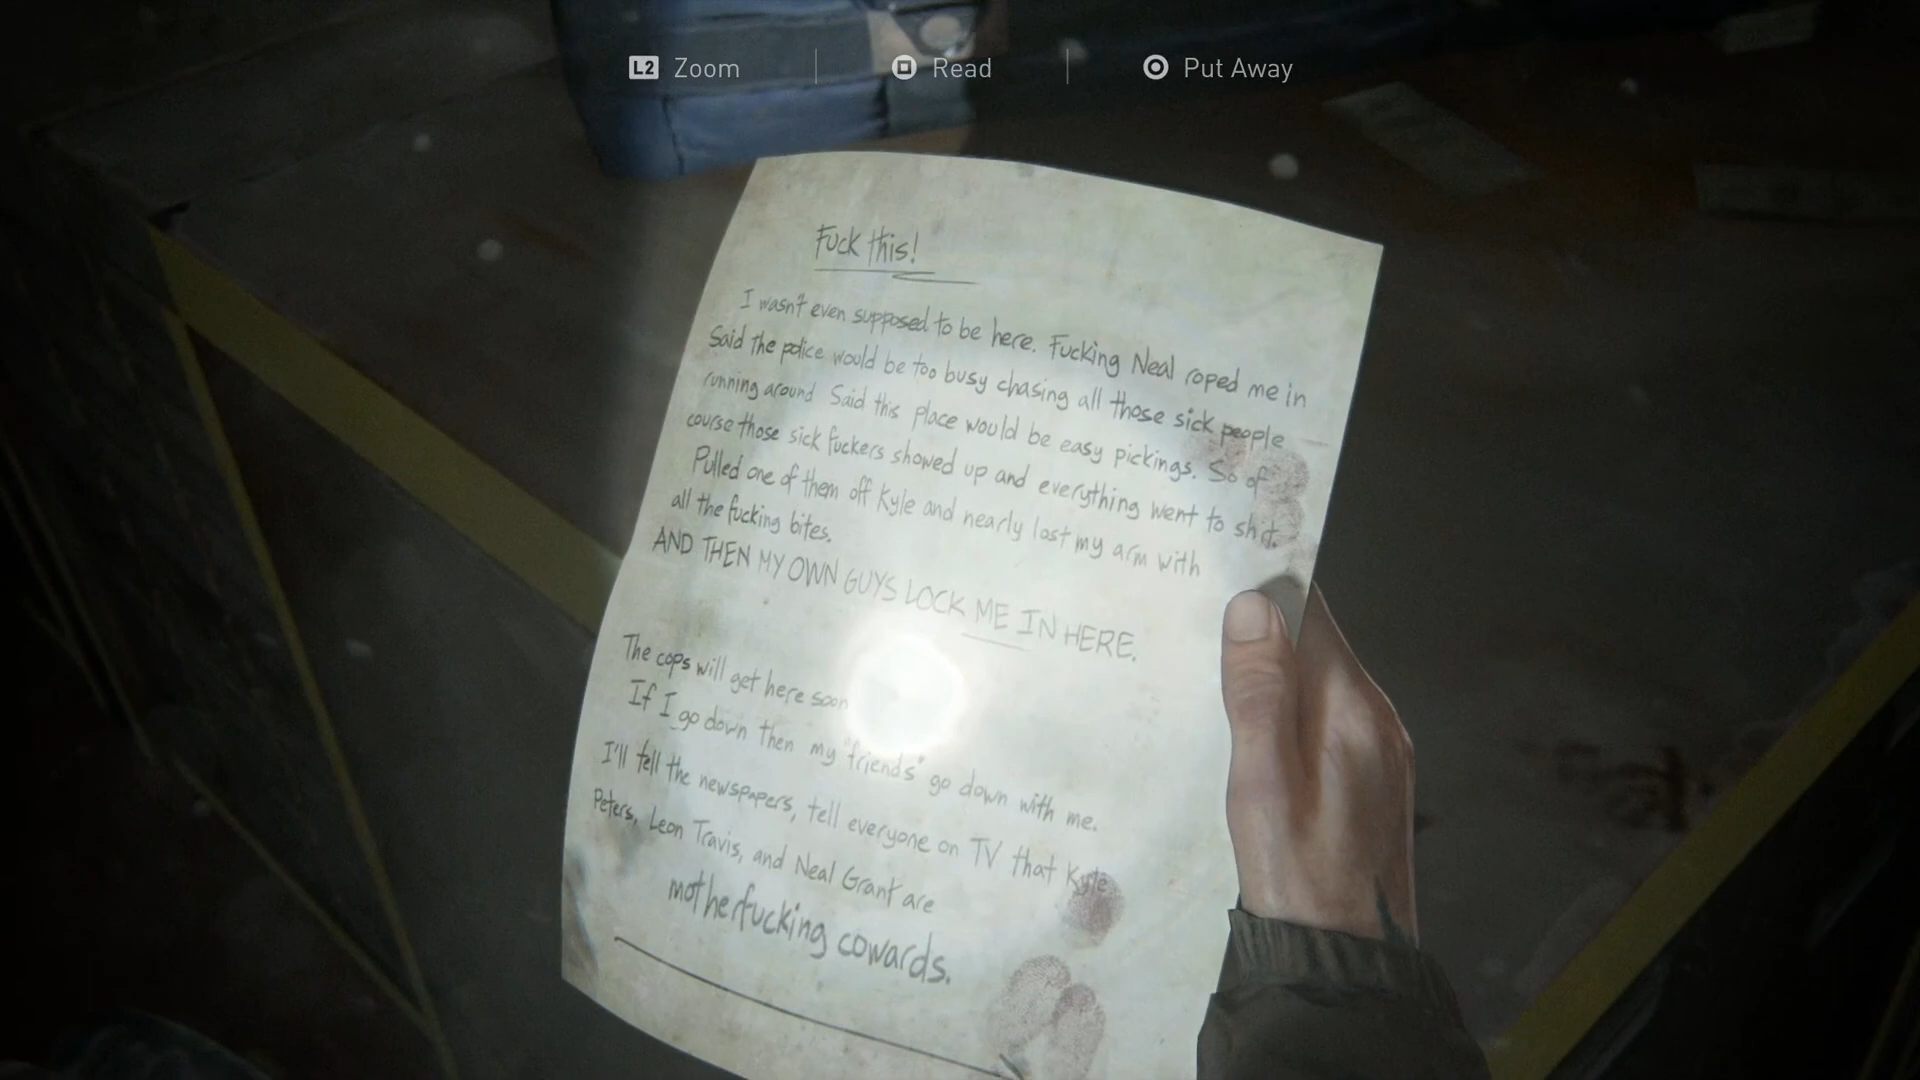 L2 Zoom Read Put Away
Fuck this!
I wasn't even supposed to be here. Fucking Neal roped me in
Said the police would be too busy chasing all those sick people
running around Said this place would be easy pickings. So of
course those sick fuckers showed up and everything went to shit.
Pulled one of them off Kyle and nearly lost my arm with
all the fucking bites.
AND THEN MY OWN GUYS LOCK ME IN HERE.
The cops will get here soon
If I go down then my "friends" go down with me.
I'll tell the newspapers, tell everyone on TV that Kyle
Peters, Leon Travis, and Neal Grant are
motherfucking cowards.